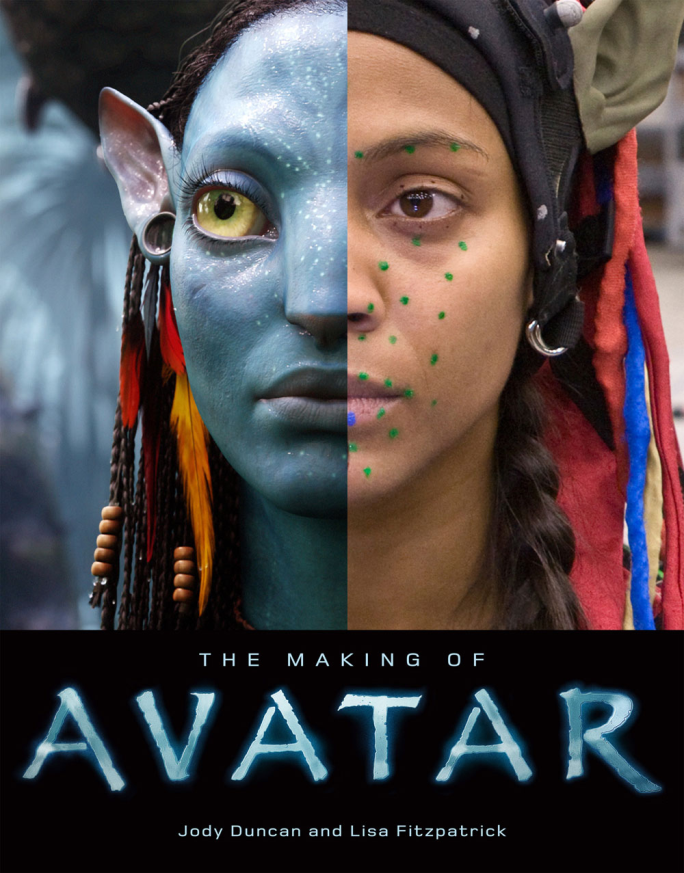 THE MAKING OF
AVATAR
Jody Duncan and Lisa Fitzpatrick